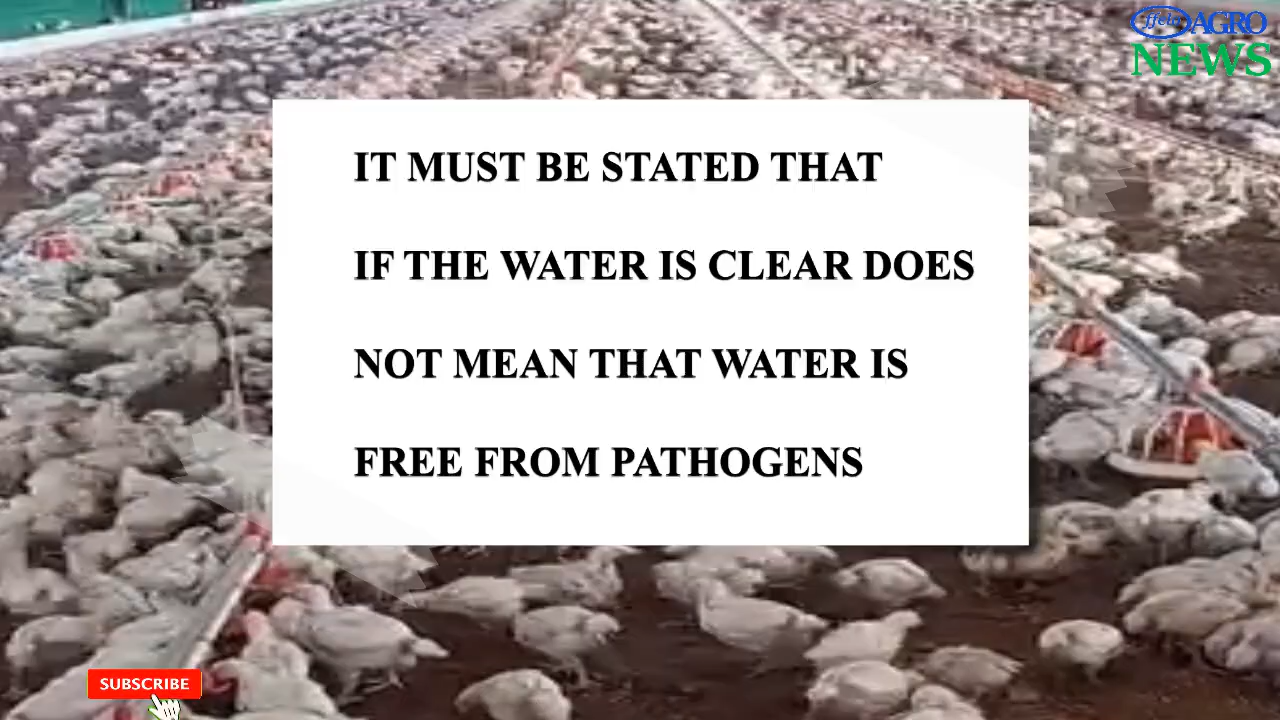 AGRO
NEWS
IT MUST BE STATED THAT
IF THE WATER IS CLEAR DOES
NOT MEAN THAT WATER IS
FREE FROM PATHOGENS
SUBSCRIBE